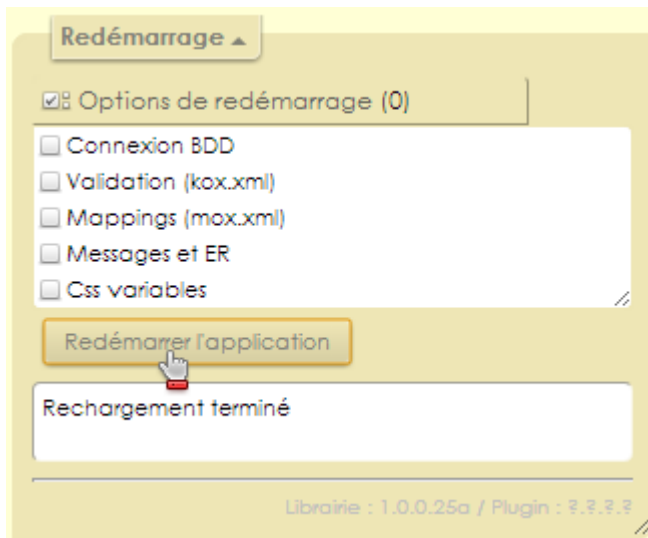 Redémarrage
Options de redémarrage (0)
Connexion BDD
Validation (kox.xml)
Mappings (mox.xml)
Messages et ER
Css variables
Redémarrer l'application
Rechargement terminé
Librairie : 1.0.0.25a / Plugin : ?.?.?.?